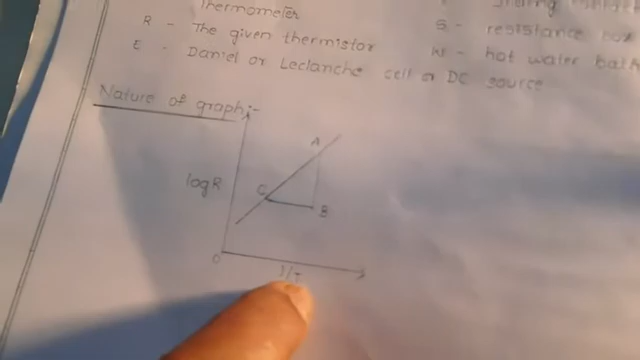 Thermometer
R - The given thermistor
S - resistance box
E - Daniel or Leclanche cell or DC source
W - hot water bath
Nature of graph:-
A
log R
C
B
O
1/T